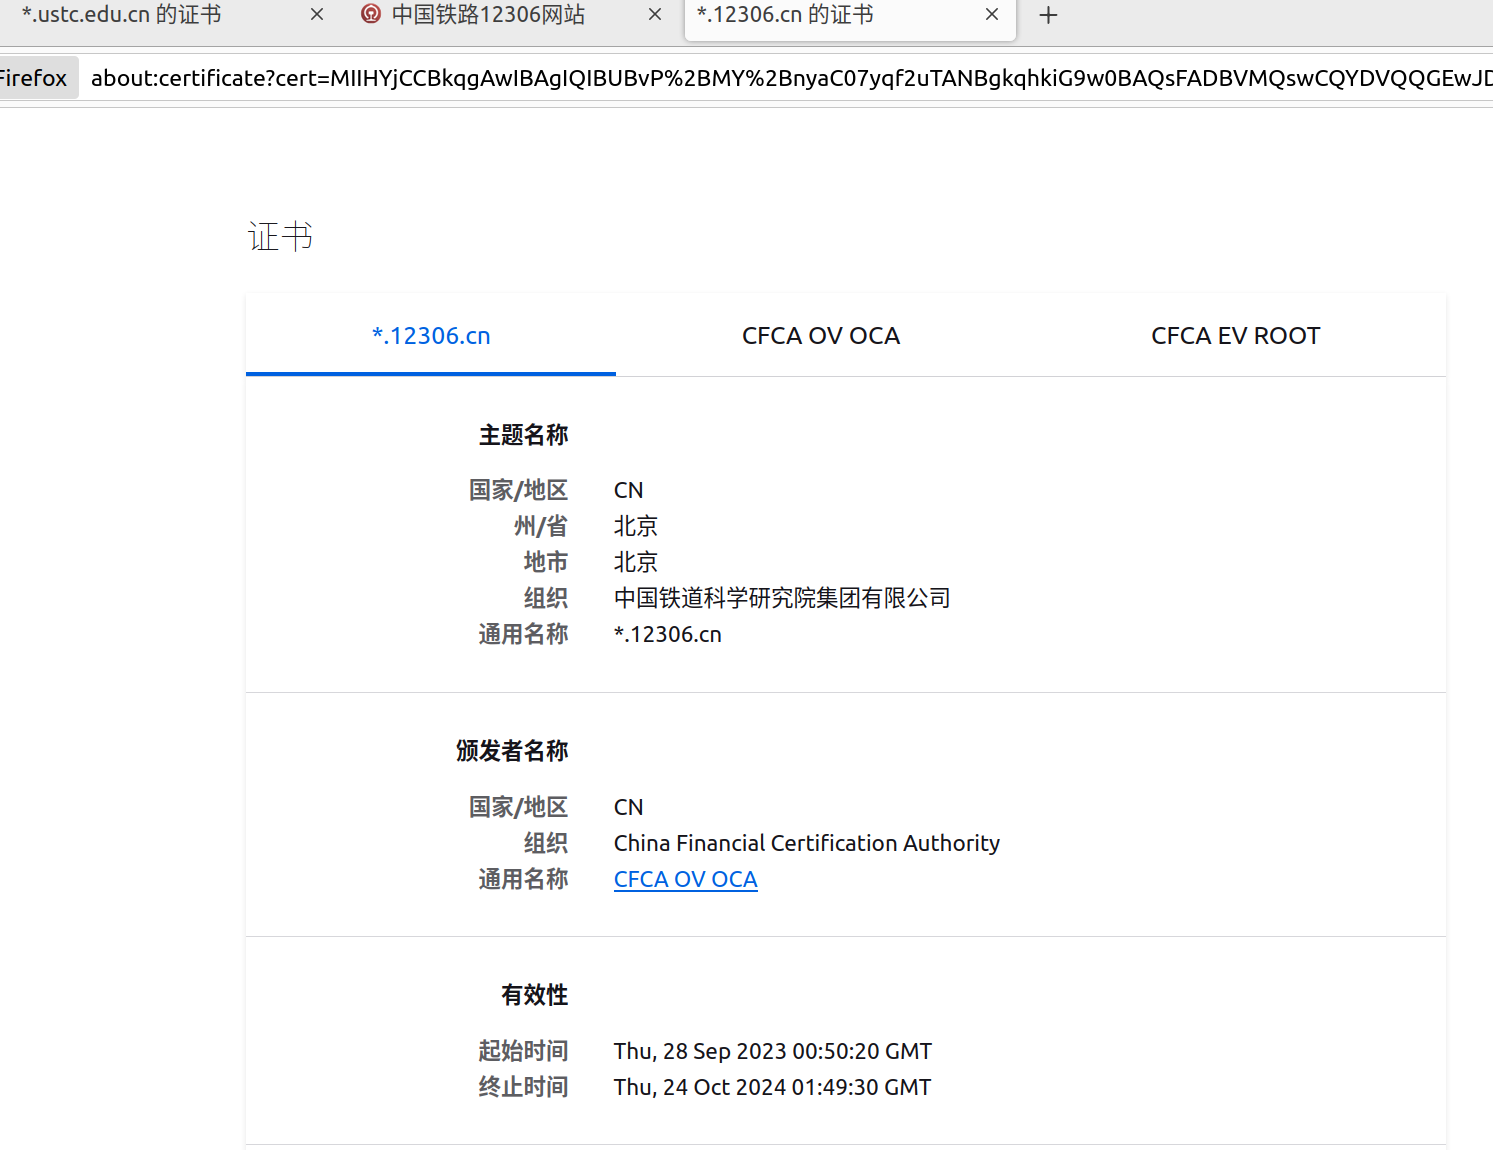 *.ustc.edu.cn 的证书 中国铁路12306网站 *.12306.cn 的证书
Firefox about:certificate?cert=MIIHYjCCBkqgAwIBAgIQIBUBvP%2BMY%2BnyaC07yqf2uTANBgkqhkiG9w0BAQsFADBVMQswCQYDVQQGEwJD
证书
*.12306.cn CFCA OV OCA CFCA EV ROOT
主题名称
国家/地区 CN
州/省 北京
地市 北京
组织 中国铁道科学研究院集团有限公司
通用名称 *.12306.cn
颁发者名称
国家/地区 CN
组织 China Financial Certification Authority
通用名称 CFCA OV OCA
有效性
起始时间 Thu, 28 Sep 2023 00:50:20 GMT
终止时间 Thu, 24 Oct 2024 01:49:30 GMT